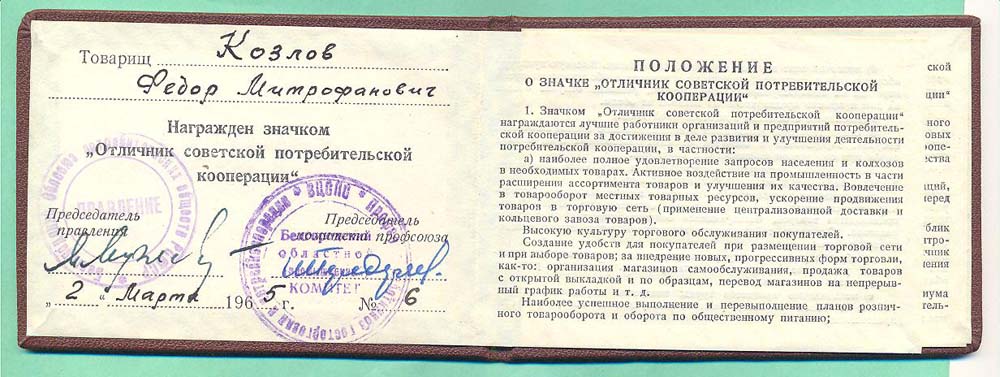 Товарищ Козлов
Федор Митрофанович
Награжден значком
„Отличник советской потребительской
кооперации“
Председатель
правления
Председатель
профсоюза
областно
КОМИТЕТ
„ 2 “ Марта 1965 г. № 6
ПРАВЛЕНИЕ
ВЦСПС
ПОЛОЖЕНИЕ
О ЗНАЧКЕ „ОТЛИЧНИК СОВЕТСКОЙ ПОТРЕБИТЕЛЬСКОЙ
КООПЕРАЦИИ“
1. Значком „Отличник советской потребительской кооперации“
награждаются лучшие работники организаций и предприятий потребитель-
ской кооперации за достижения в деле развития и улучшения деятельности
потребительской кооперации, в частности:
а) наиболее полное удовлетворение запросов населения и колхозов
в необходимых товарах. Активное воздействие на промышленность в части
расширения ассортимента товаров и улучшения их качества. Вовлечение
в товарооборот местных товарных ресурсов, ускорение продвижения
товаров в торговую сеть (применение централизованной доставки и
кольцевого завоза товаров).
Высокую культуру торгового обслуживания покупателей.
Создание удобств для покупателей при размещении торговой сети
и при выборе товаров; за внедрение новых, прогрессивных форм торговли,
как-то: организация магазинов самообслуживания, продажа товаров
с открытой выкладкой и по образцам, перевод магазинов на непрерыв-
ный график работы и т. д.
Наиболее успешное выполнение и перевыполнение планов рознич-
ного товарооборота и оборота по общественному питанию;